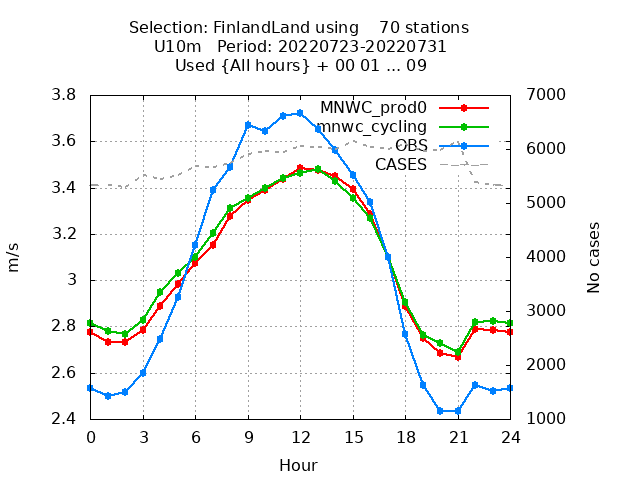 Selection: FinlandLand using    70 stations
U10m   Period: 20220723-20220731
Used {All hours} + 00 01 ... 09
MNWC_prod0
mnwc_cycling
OBS
CASES
3.8
3.6
3.4
3.2
3
2.8
2.6
2.4
m/s
7000
6000
5000
4000
3000
2000
1000
No cases
0 3 6 9 12 15 18 21 24
Hour